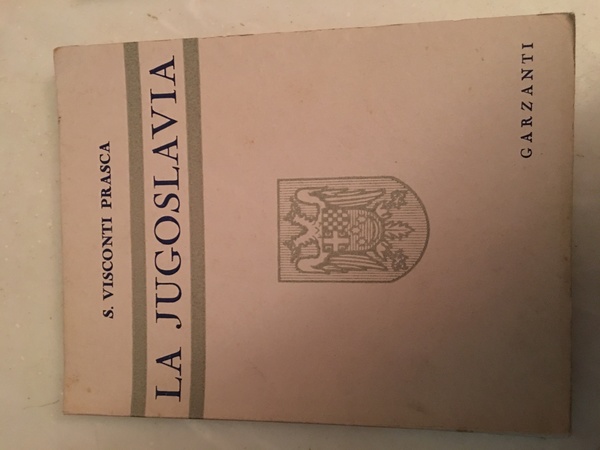 S. VISCONTI PRASCA
LA JUGOSLAVIA
GARZANTI